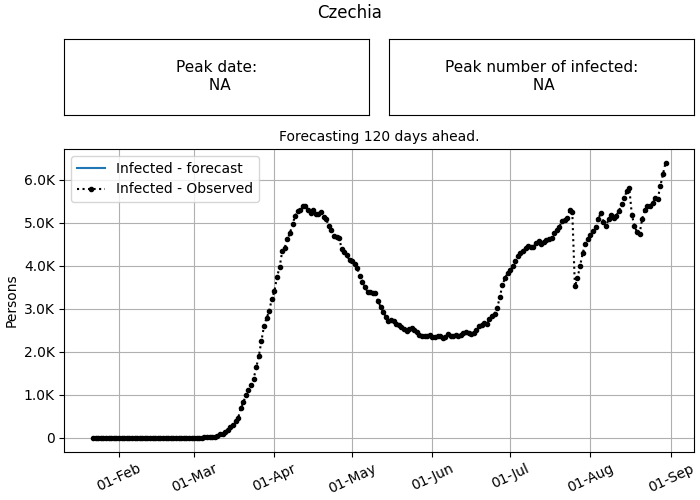 Czechia
Peak date:
NA
Peak number of infected:
NA
Forecasting 120 days ahead.
Infected - forecast
Infected - Observed
Persons
6.0K
5.0K
4.0K
3.0K
2.0K
1.0K
0
01-Feb
01-Mar
01-Apr
01-May
01-Jun
01-Jul
01-Aug
01-Sep